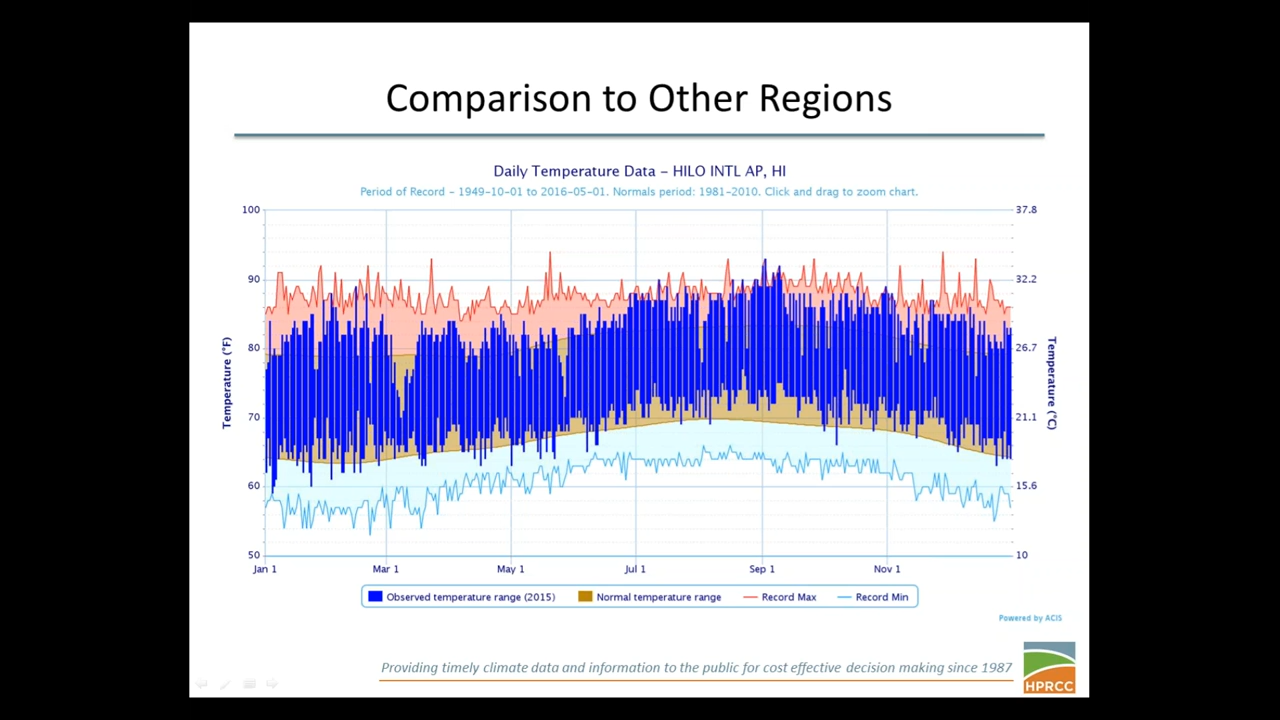 Comparison to Other Regions
Daily Temperature Data – HILO INTL AP, HI
Period of Record - 1949-10-01 to 2016-05-01. Normals period: 1981-2010. Click and drag to zoom chart.
100
90
80
70
60
50
Temperature (°F)
37.8
32.2
26.7
21.1
15.6
10
Temperature (°C)
Jan 1
Mar 1
May 1
Jul 1
Sep 1
Nov 1
Observed temperature range (2015)
Normal temperature range
Record Max
Record Min
Powered by ACIS
Providing timely climate data and information to the public for cost effective decision making since 1987
HPRCC